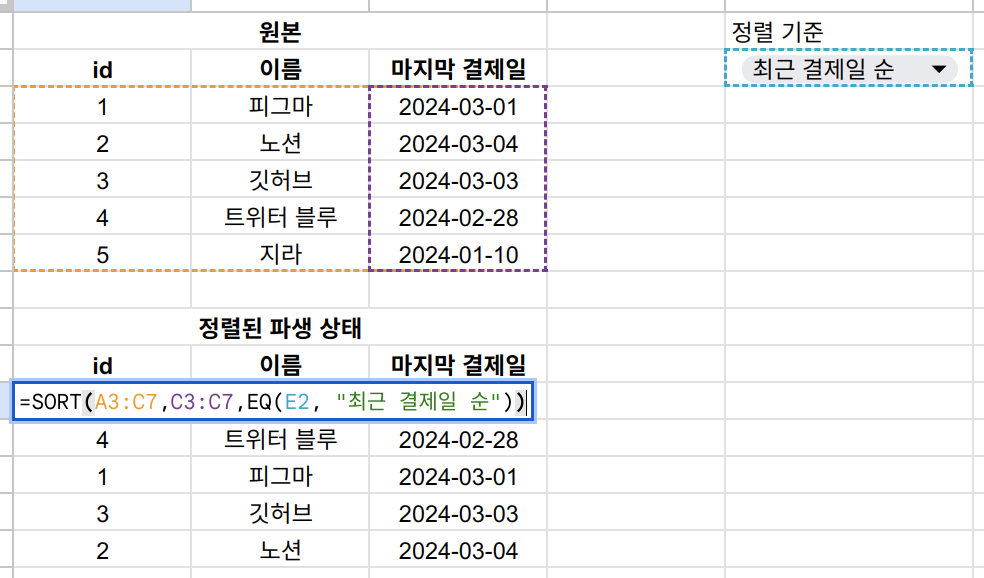 원본 정렬 기준
id 이름 마지막 결제일 최근 결제일 순
1 피그마 2024-03-01
2 노션 2024-03-04
3 깃허브 2024-03-03
4 트위터 블루 2024-02-28
5 지라 2024-01-10
정렬된 파생 상태
id 이름 마지막 결제일
=SORT(A3:C7,C3:C7,EQ(E2, "최근 결제일 순"))
4 트위터 블루 2024-02-28
1 피그마 2024-03-01
3 깃허브 2024-03-03
2 노션 2024-03-04